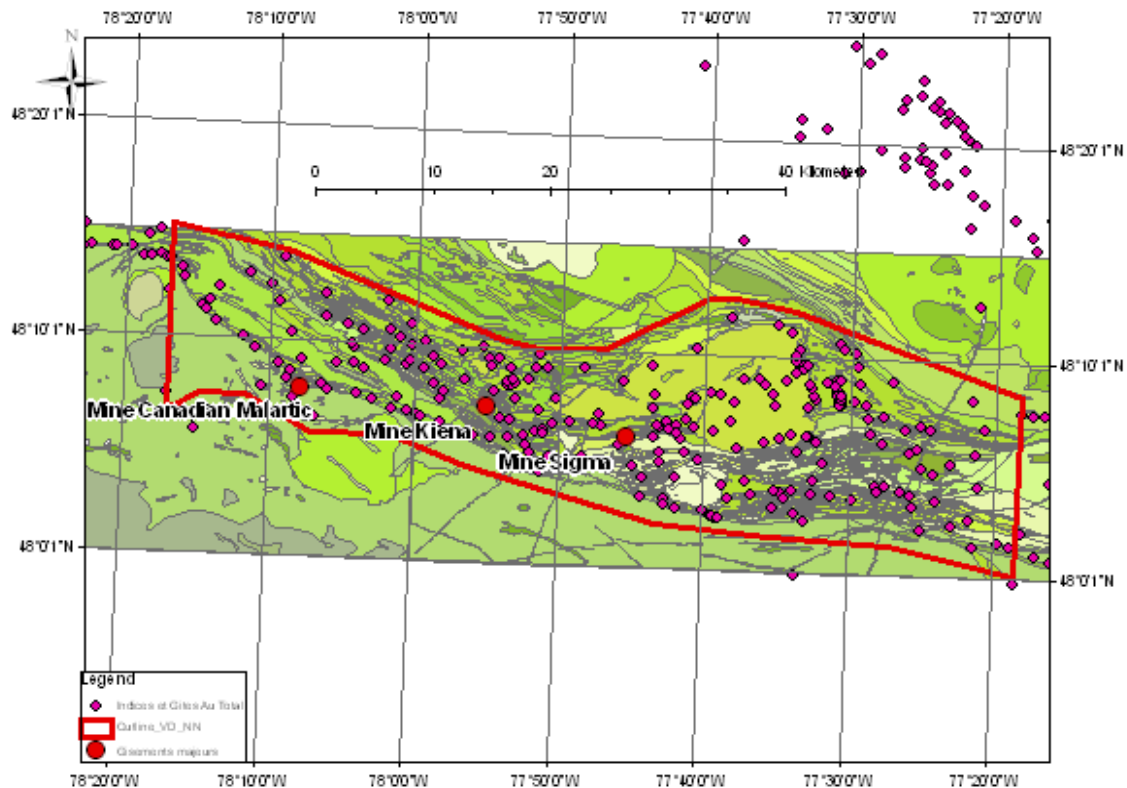 78°20'0"W 78°10'0"W 78°0'0"W 77°50'0"W 77°40'0"W 77°30'0"W 77°20'0"W
N
48°20'1"N
48°20'1"N
0 10 20 40 Kilometers
48°10'1"N
48°10'1"N
Mine Canadian Malartic
Mine Kiena
Mine Sigma
48°0'1"N
48°0'1"N
Legend
Indices et Gites Au Total
Outline_VD_NN
Gisements majeurs
78°20'0"W 78°10'0"W 78°0'0"W 77°50'0"W 77°40'0"W 77°30'0"W 77°20'0"W